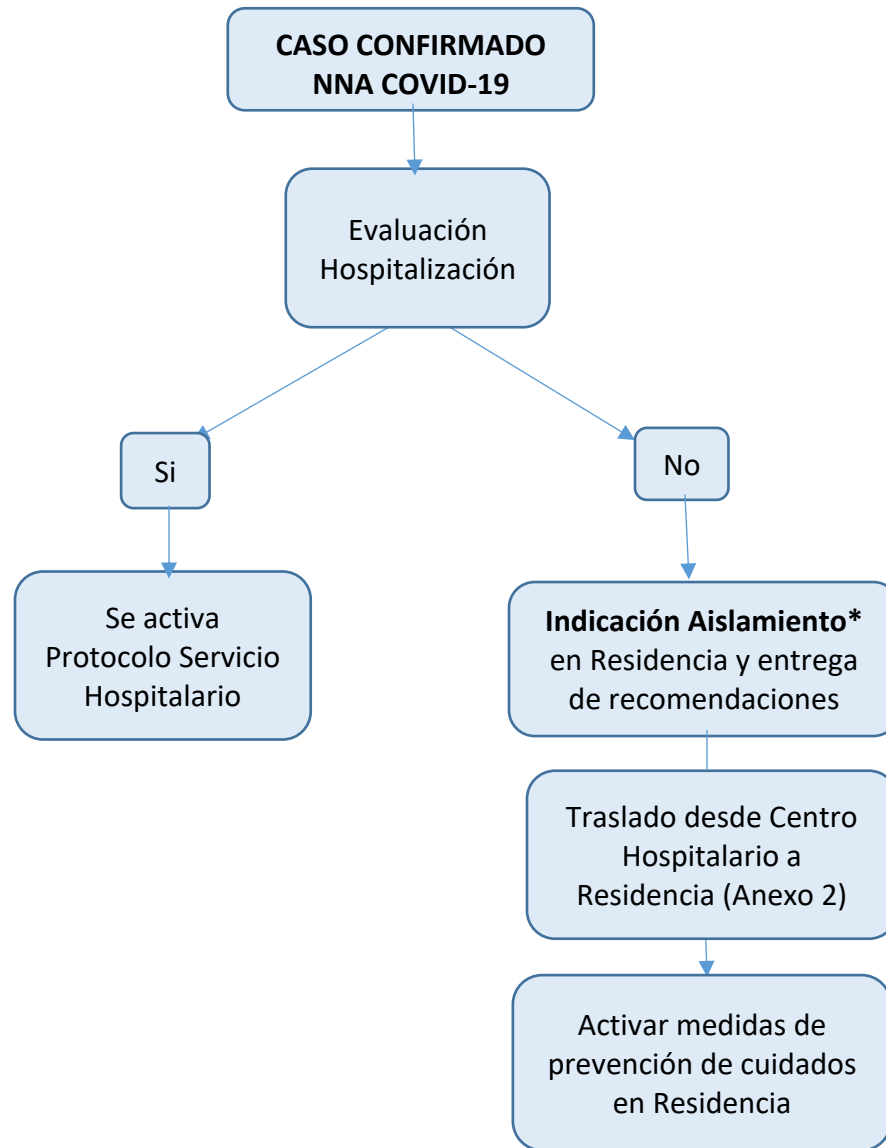 CASO CONFIRMADO
NNA COVID-19
Evaluación
Hospitalización
Si
No
Se activa
Protocolo Servicio
Hospitalario
Indicación Aislamiento*
en Residencia y entrega
de recomendaciones
Traslado desde Centro
Hospitalario a
Residencia (Anexo 2)
Activar medidas de
prevención de cuidados
en Residencia